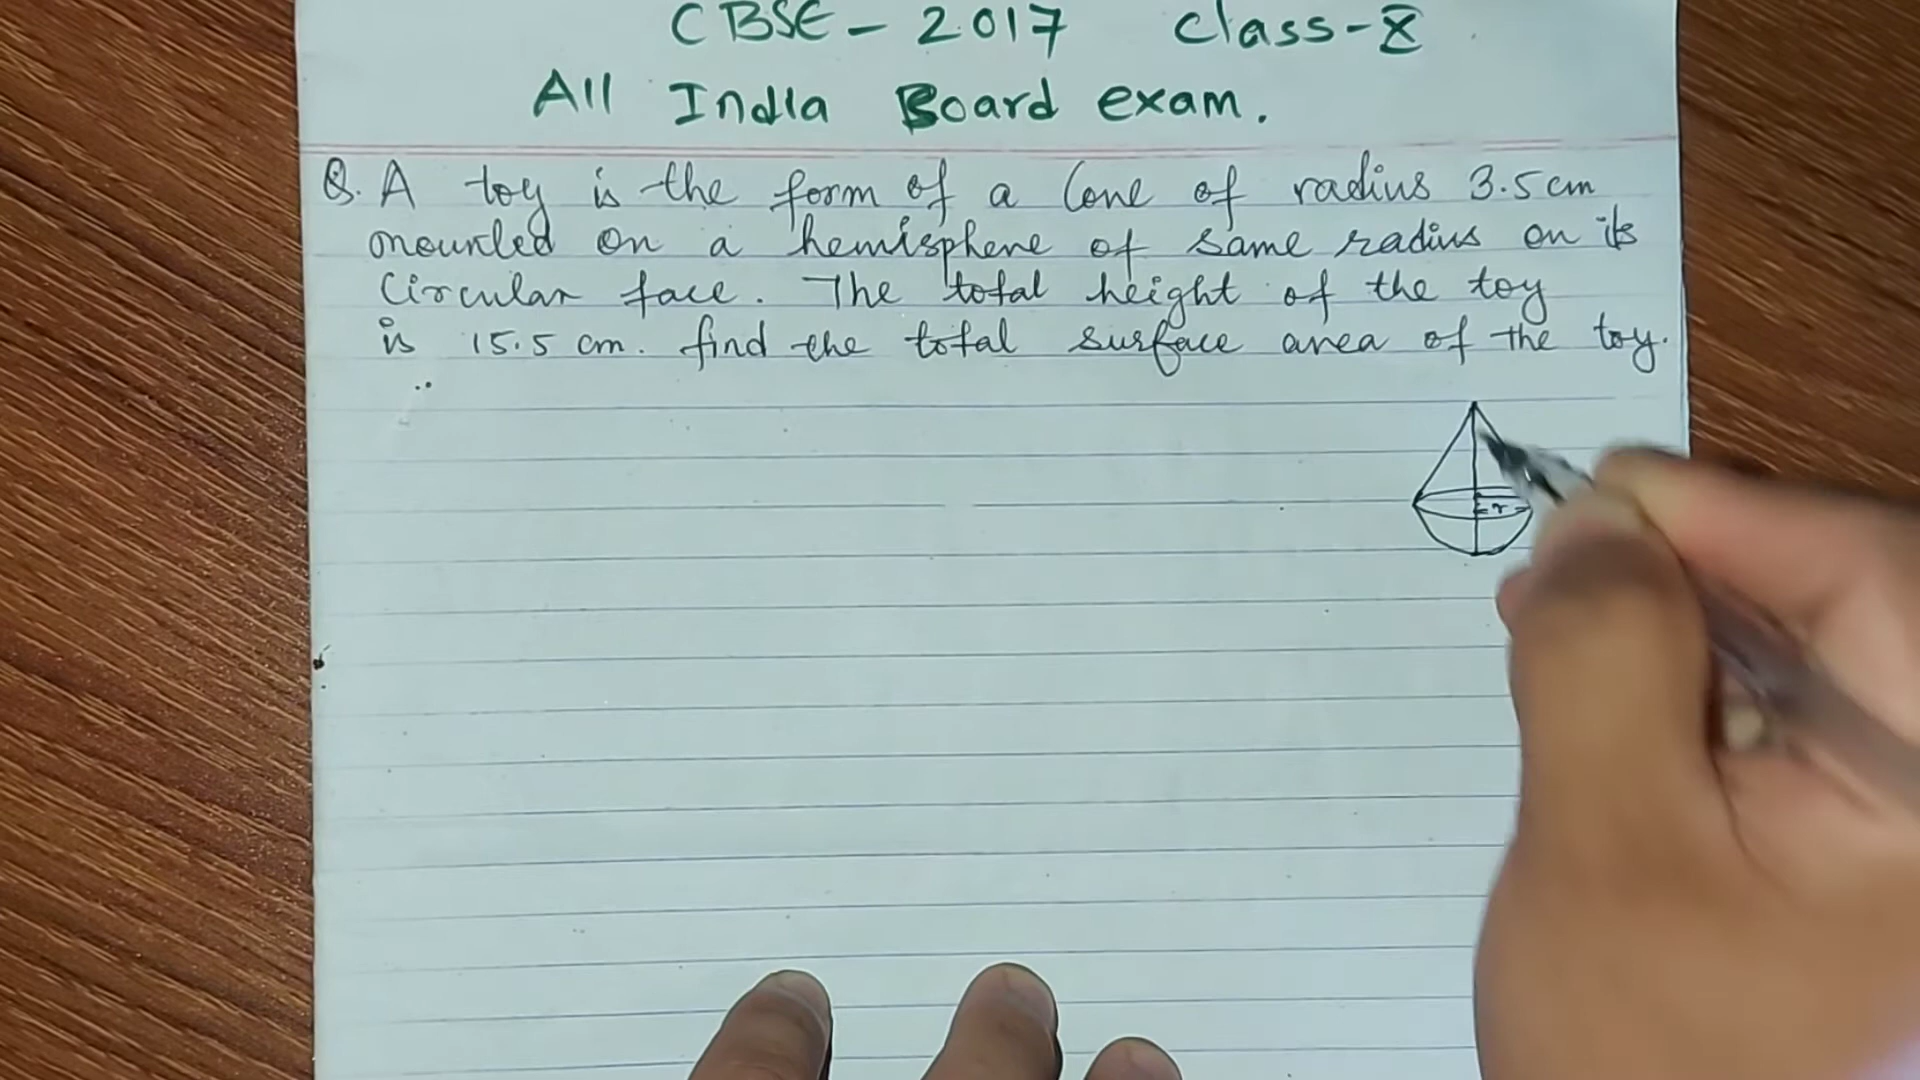 CBSE - 2017 Class-X
All India Board exam.
Q. A toy is the form of a Cone of radius 3.5 cm
mounted on a hemisphere of same radius on its
Circular face. The total height of the toy
is 15.5 cm. find the total surface area of the toy.
r